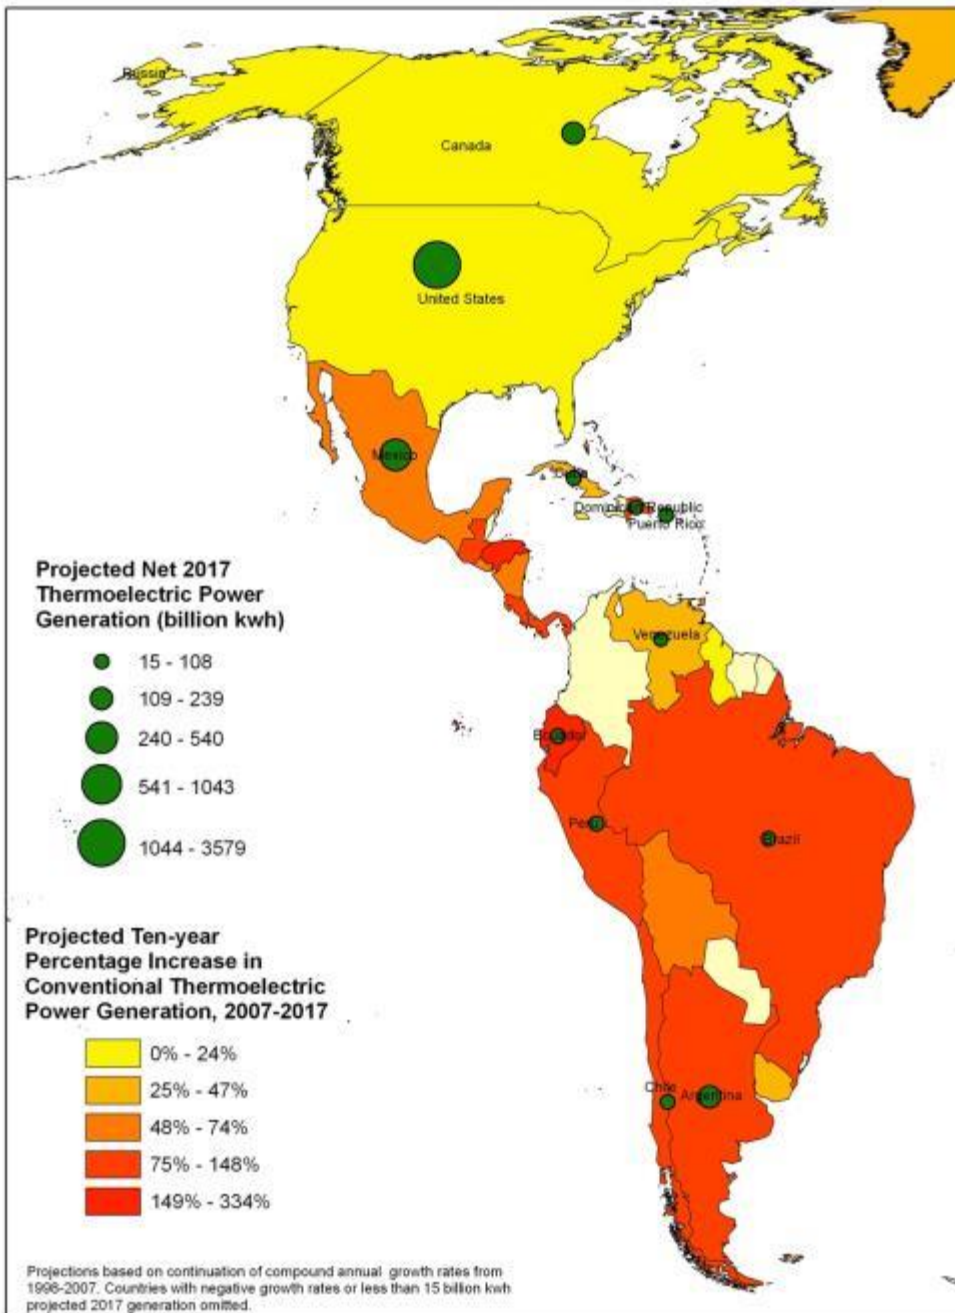 Russia
Canada
United States
Mexico
Cuba
Dominican Republic
Puerto Rico
Projected Net 2017
Thermoelectric Power
Generation (billion kwh)
15 - 108
109 - 239
240 - 540
541 - 1043
1044 - 3579
Venezuela
Ecuador
Peru
Brazil
Projected Ten-year
Percentage Increase in
Conventional Thermoelectric
Power Generation, 2007-2017
0% - 24%
25% - 47%
48% - 74%
75% - 148%
149% - 334%
Chile
Argentina
Projections based on continuation of compound annual growth rates from
1998-2007. Countries with negative growth rates or less than 15 billion kwh
projected 2017 generation omitted.